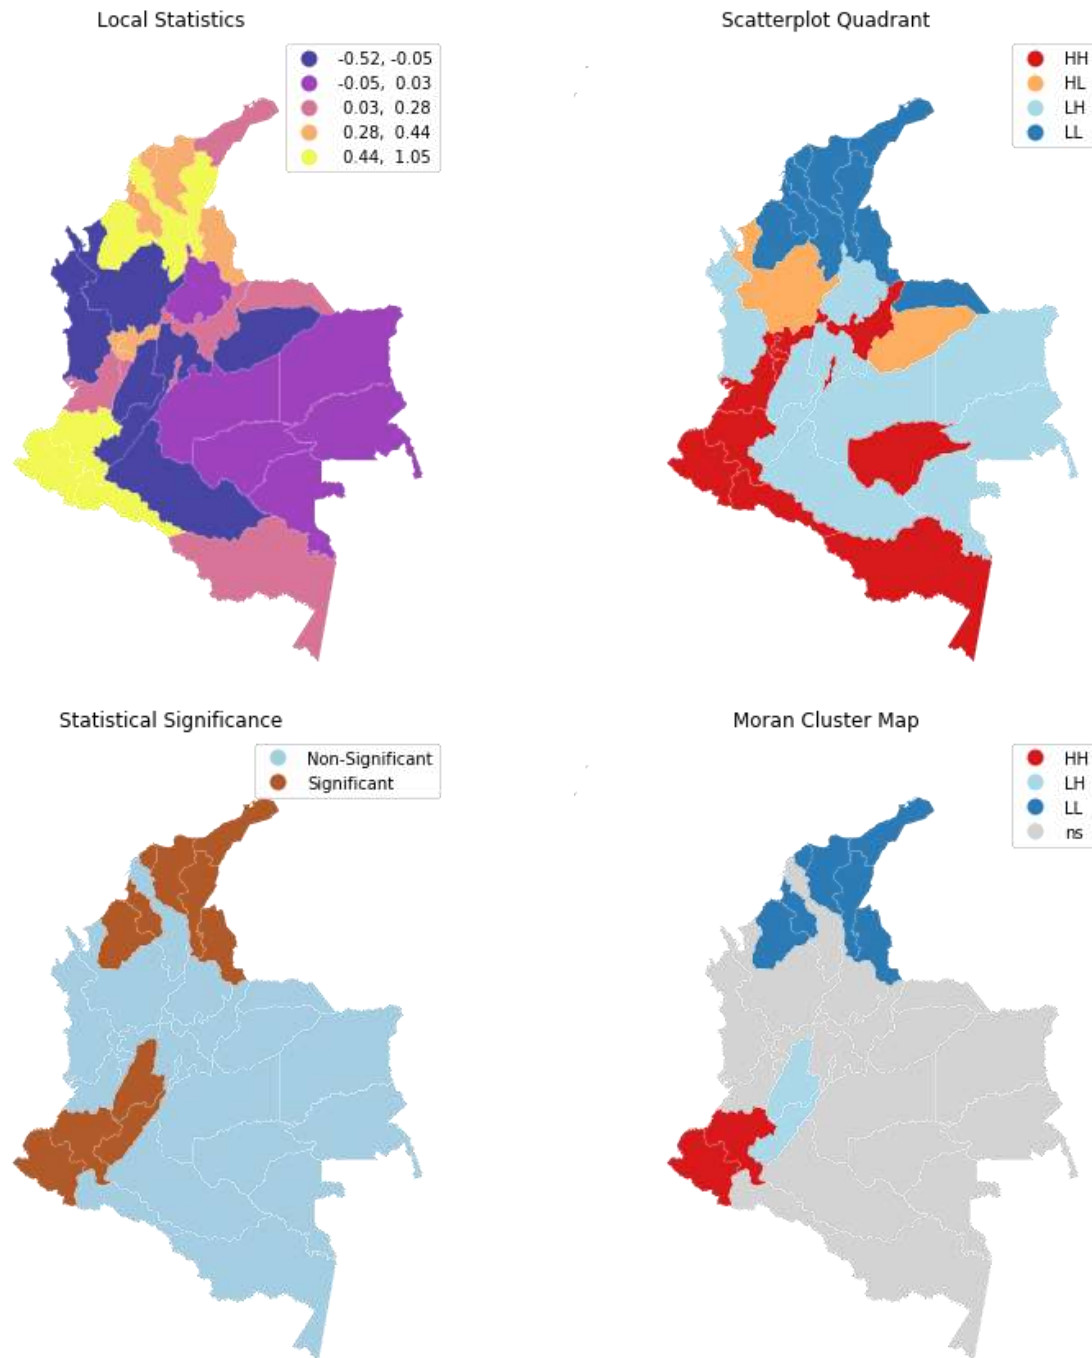 Local Statistics
-0.52, -0.05
-0.05, 0.03
0.03, 0.28
0.28, 0.44
0.44, 1.05
Scatterplot Quadrant
HH
HL
LH
LL
Statistical Significance
Non-Significant
Significant
Moran Cluster Map
HH
LH
LL
ns